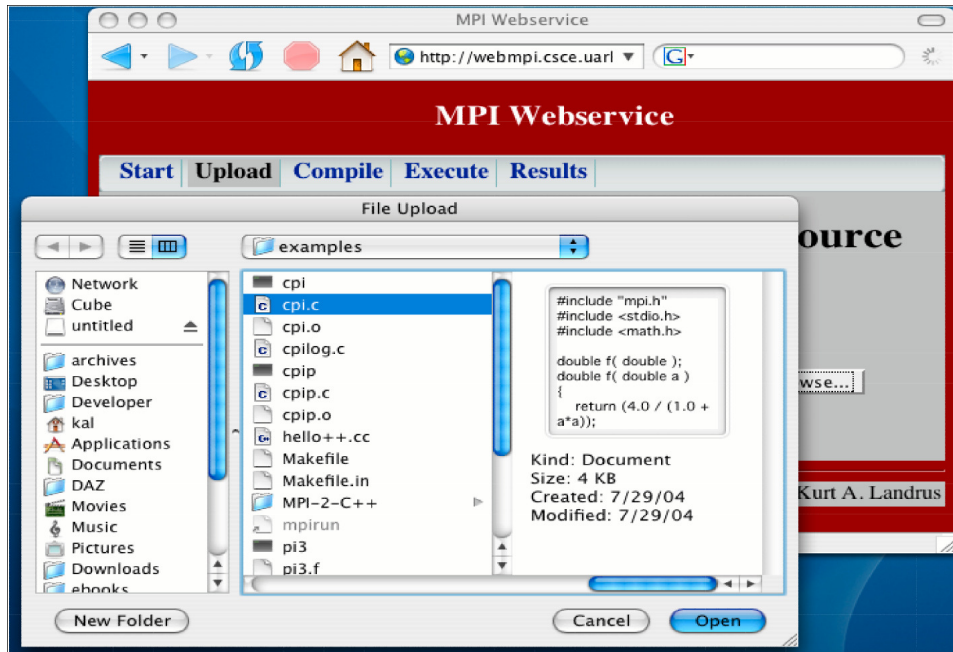 MPI Webservice
http://webmpi.csce.uarl
G
MPI Webservice
Start Upload Compile Execute Results
File Upload
ource
examples
Network
Cube
untitled
archives
Desktop
Developer
kal
Applications
Documents
DAZ
Movies
Music
Pictures
Downloads
ebooks
cpi
cpi.c
cpi.o
cpilog.c
cpip
cpip.c
cpip.o
hello++.cc
Makefile
Makefile.in
MPI-2-C++
mpirun
pi3
pi3.f
#include "mpi.h"
#include <stdio.h>
#include <math.h>
double f( double );
double f( double a )
{
return (4.0 / (1.0 +
a*a));
Kind: Document
Size: 4 KB
Created: 7/29/04
Modified: 7/29/04
wse...
Kurt A. Landrus
New Folder
Cancel
Open